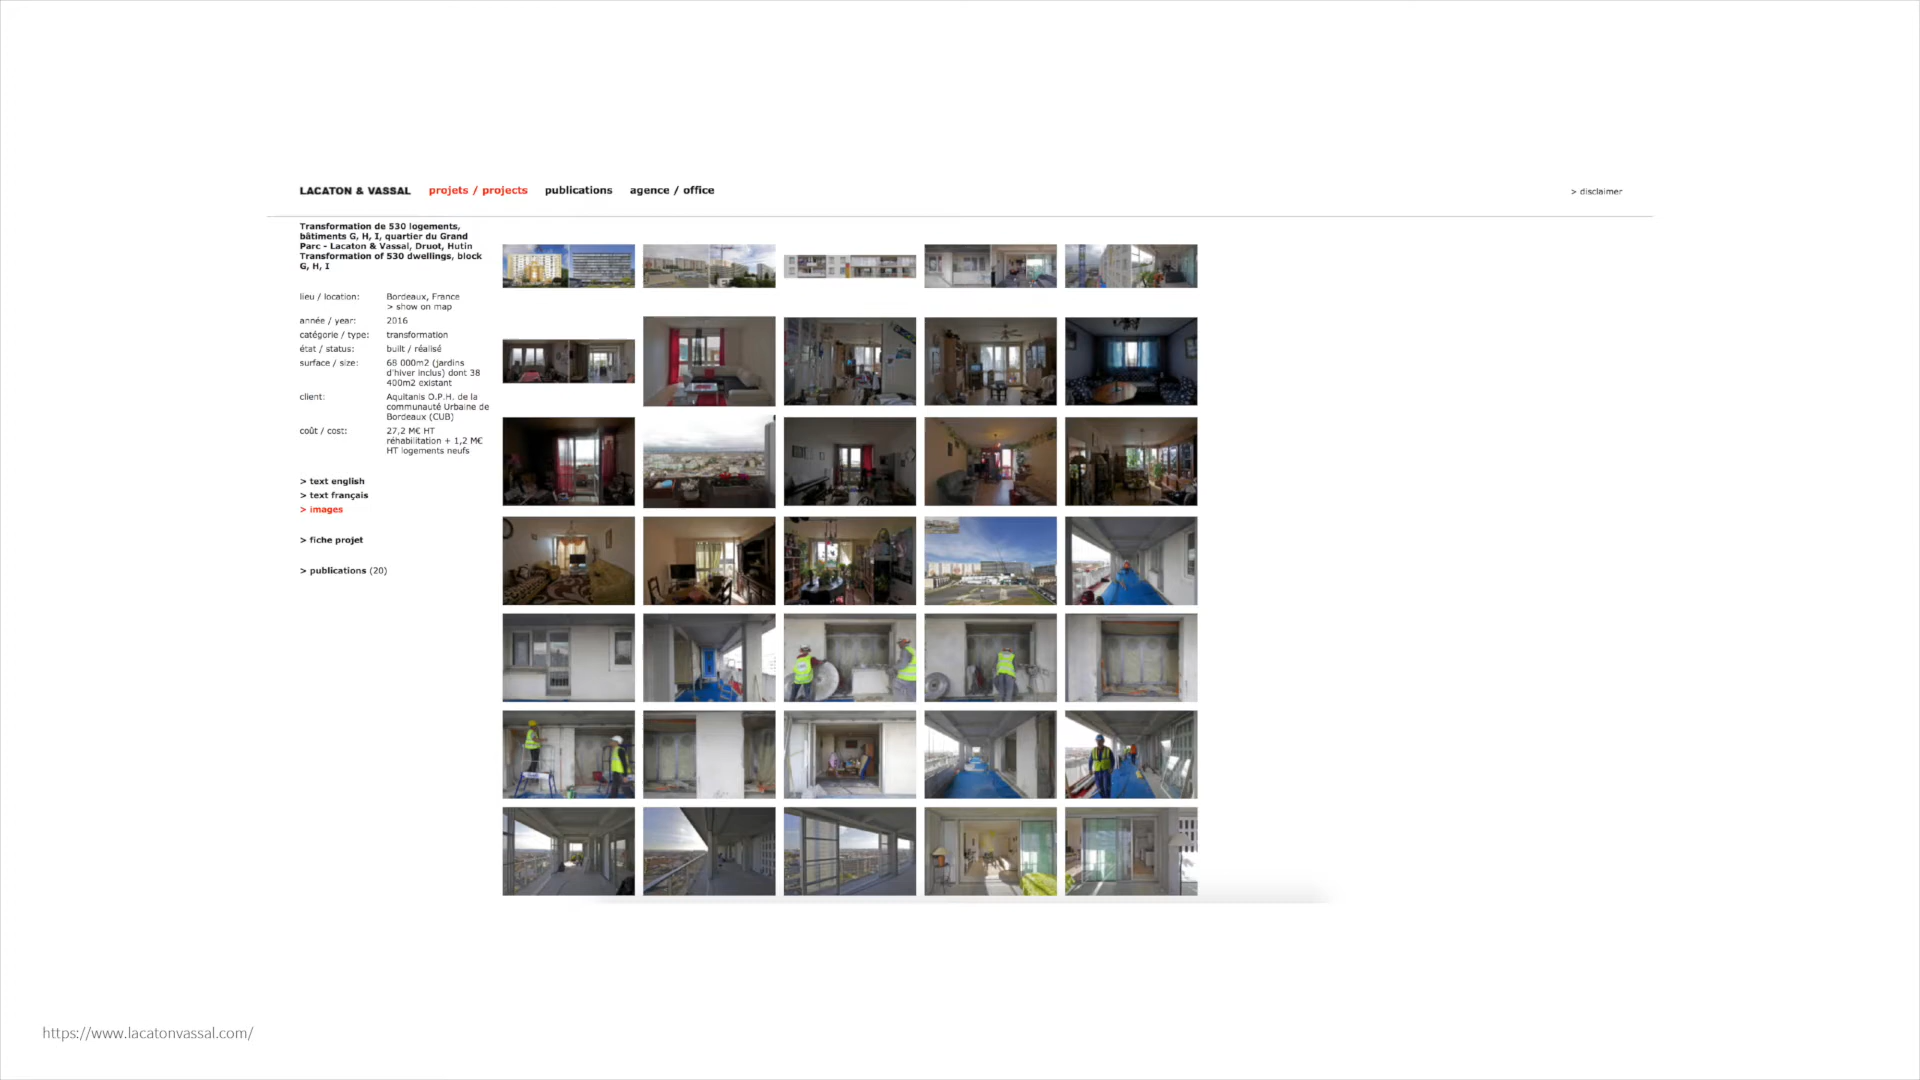 LACATON & VASSAL projets / projects publications agence / office > disclaimer
Transformation de 530 logements,
bâtiments G, H, I, quartier du Grand
Parc - Lacaton & Vassal, Druot, Hutin
Transformation of 530 dwellings, block
G, H, I
lieu / location: Bordeaux, France
> show on map
année / year: 2016
catégorie / type: transformation
état / status: built / réalisé
surface / size: 68 000m2 (jardins
d'hiver inclus) dont 38
400m2 existant
client: Aquitanis O.P.H. de la
communauté Urbaine de
Bordeaux (CUB)
coût / cost: 27,2 M€ HT
réhabilitation + 1,2 M€
HT logements neufs
> text english
> text français
> images
> fiche projet
> publications (20)
https://www.lacatonvassal.com/